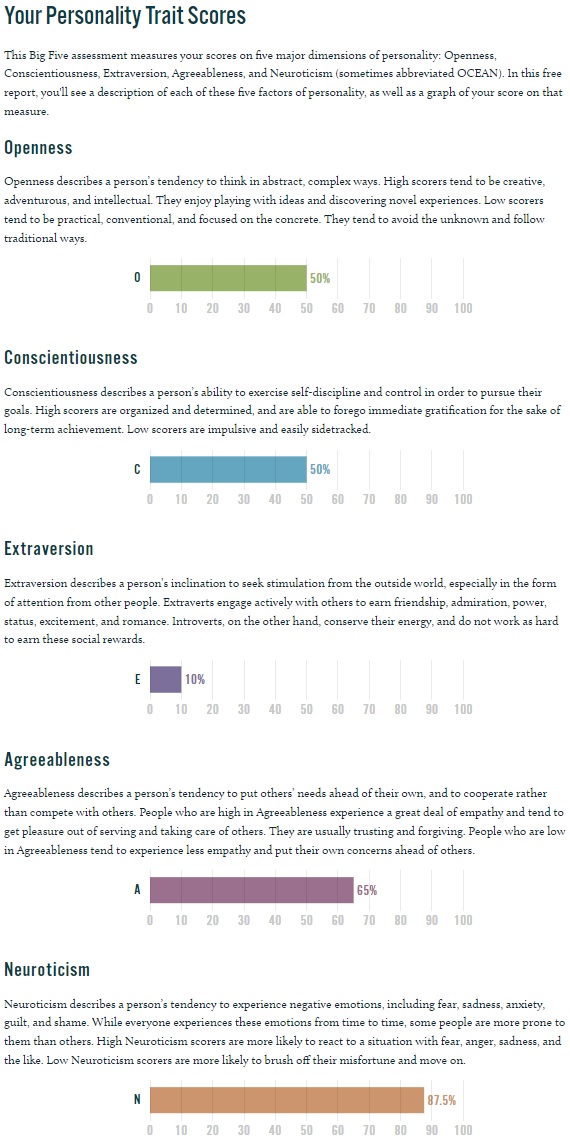 Your Personality Trait Scores
This Big Five assessment measures your scores on five major dimensions of personality: Openness,
Conscientiousness, Extraversion, Agreeableness, and Neuroticism (sometimes abbreviated OCEAN). In this free
report, you'll see a description of each of these five factors of personality, as well as a graph of your score on that
measure.
Openness
Openness describes a person's tendency to think in abstract, complex ways. High scorers tend to be creative,
adventurous, and intellectual. They enjoy playing with ideas and discovering novel experiences. Low scorers
tend to be practical, conventional, and focused on the concrete. They tend to avoid the unknown and follow
traditional ways.
O 50%
0 10 20 30 40 50 60 70 80 90 100
Conscientiousness
Conscientiousness describes a person's ability to exercise self-discipline and control in order to pursue their
goals. High scorers are organized and determined, and are able to forego immediate gratification for the sake of
long-term achievement. Low scorers are impulsive and easily sidetracked.
C 50%
0 10 20 30 40 50 60 70 80 90 100
Extraversion
Extraversion describes a person's inclination to seek stimulation from the outside world, especially in the form
of attention from other people. Extraverts engage actively with others to earn friendship, admiration, power,
status, excitement, and romance. Introverts, on the other hand, conserve their energy, and do not work as hard
to earn these social rewards.
E 10%
0 10 20 30 40 50 60 70 80 90 100
Agreeableness
Agreeableness describes a person's tendency to put others' needs ahead of their own, and to cooperate rather
than compete with others. People who are high in Agreeableness experience a great deal of empathy and tend to
get pleasure out of serving and taking care of others. They are usually trusting and forgiving. People who are low
in Agreeableness tend to experience less empathy and put their own concerns ahead of others.
A 65%
0 10 20 30 40 50 60 70 80 90 100
Neuroticism
Neuroticism describes a person's tendency to experience negative emotions, including fear, sadness, anxiety,
guilt, and shame. While everyone experiences these emotions from time to time, some people are more prone to
them than others. High Neuroticism scorers are more likely to react to a situation with fear, anger, sadness, and
the like. Low Neuroticism scorers are more likely to brush off their misfortune and move on.
N 87.5%
0 10 20 30 40 50 60 70 80 90 100